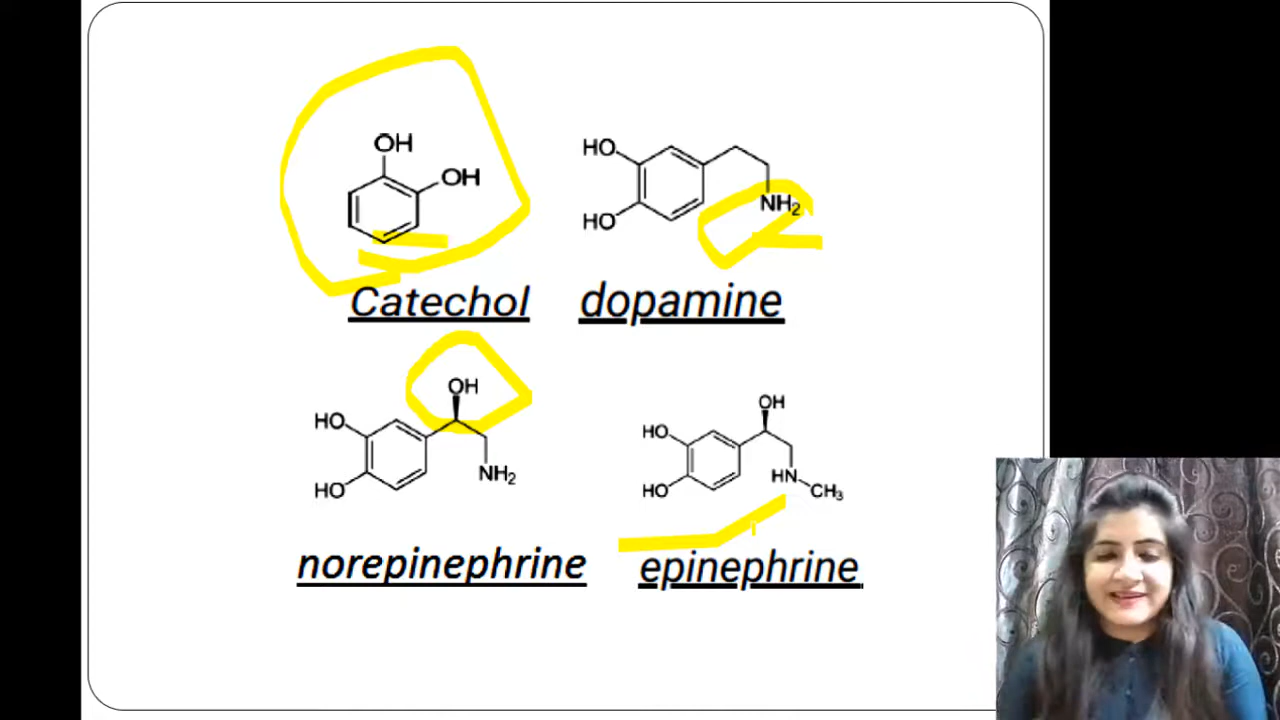 OH
OH
Catechol
HO
HO
NH2
dopamine
OH
HO
HO
NH2
norepinephrine
OH
HO
HO
HN
CH3
epinephrine